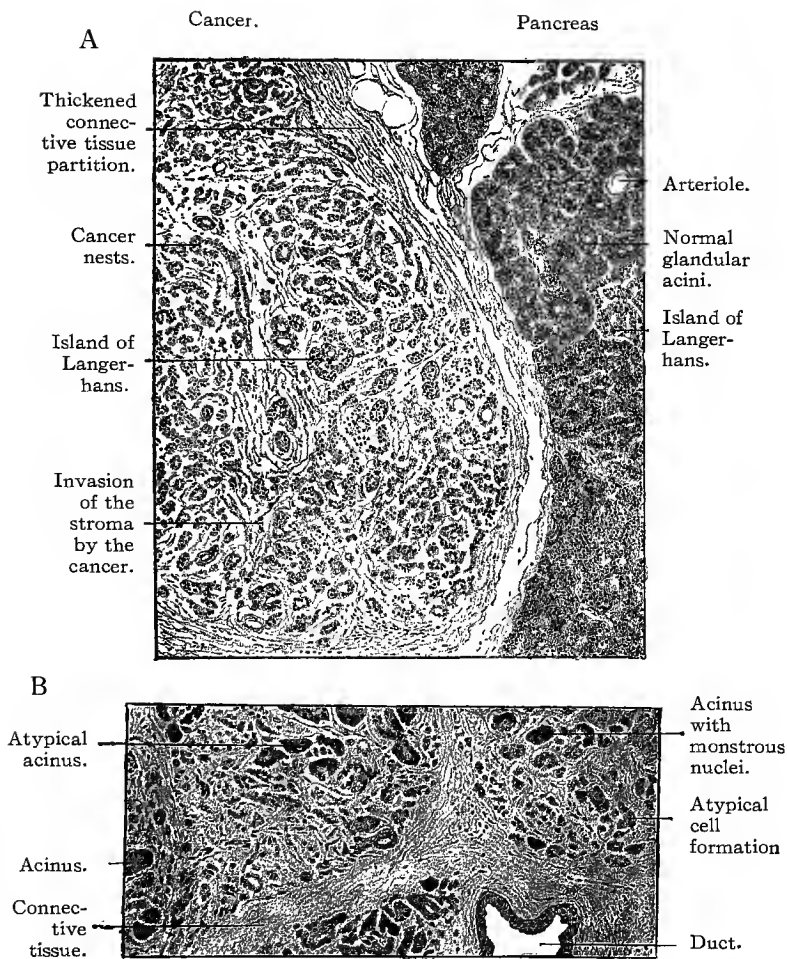 Cancer.
Pancreas
A
Thickened
connec-
tive tissue
partition.
Cancer
nests.
Island of
Langer-
hans.
Invasion
of the
stroma
by the
cancer.
Arteriole.
Normal
glandular
acini.
Island of
Langer-
hans.
B
Atypical
acinus.
Acinus.
Connec-
tive
tissue.
Acinus
with
monstrous
nuclei.
Atypical
cell
formation
Duct.